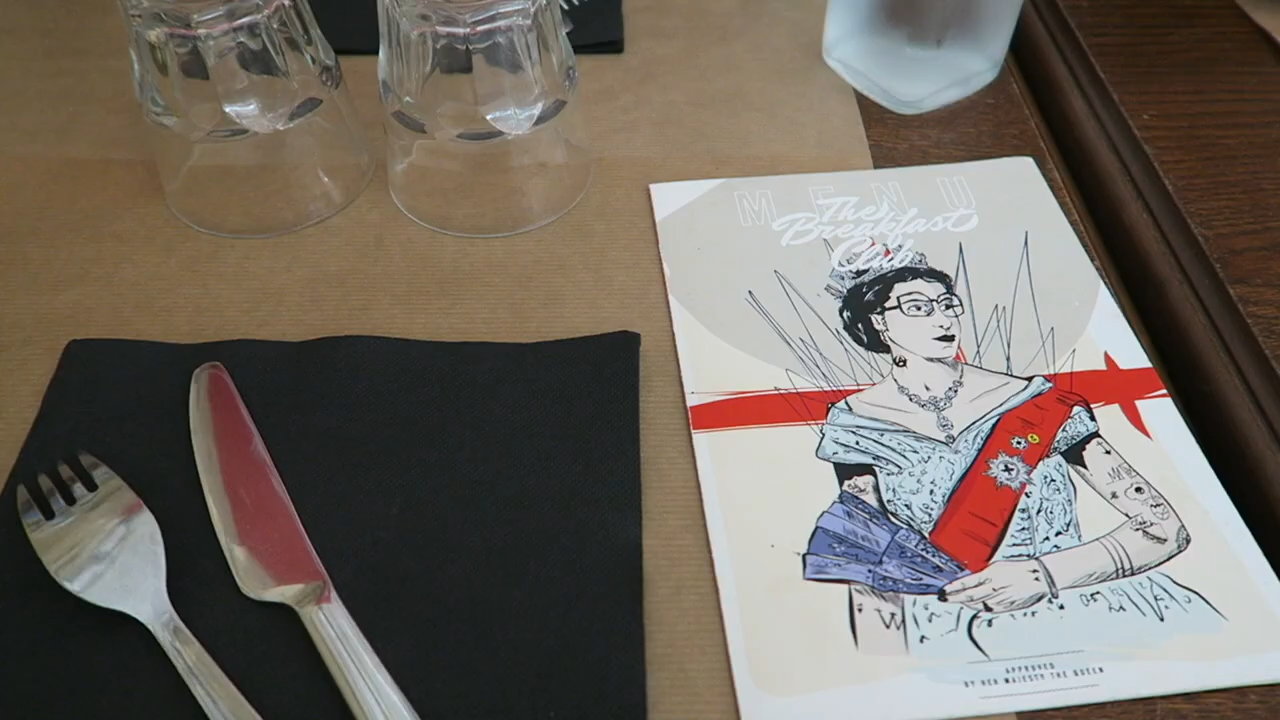 MENU
The
Breakfast
Club
APPROVED
BY HER MAJESTY THE QUEEN